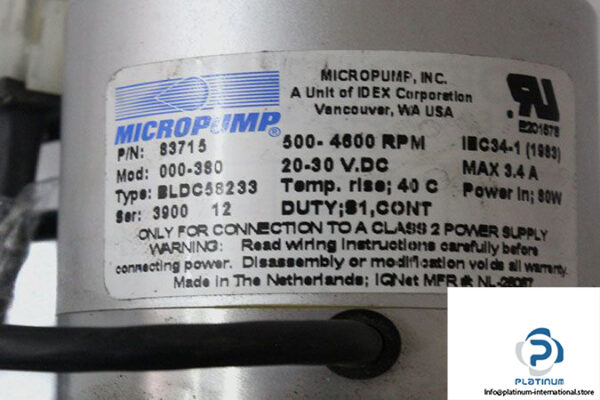 MICROPUMP®
MICROPUMP, INC.
A Unit of IDEX Corporation
Vancouver, WA USA
P/N: 83715
Mod: 000-380
Type: BLDC58233
Ser: 3900 12
500-4600 RPM
20-30 V.DC
Temp. rise; 40 C
DUTY;S1,CONT
E201678
IEC34-1 (1983)
MAX 3.4 A
Power in; 80W
ONLY FOR CONNECTION TO A CLASS 2 POWER SUPPLY
WARNING: Read wiring instructions carefully before
connecting power. Disassembly or modification voids all warranty.
Made in The Netherlands; IQNet MFR #: NL-26087
PLATINUM
Info@platinum-international.store